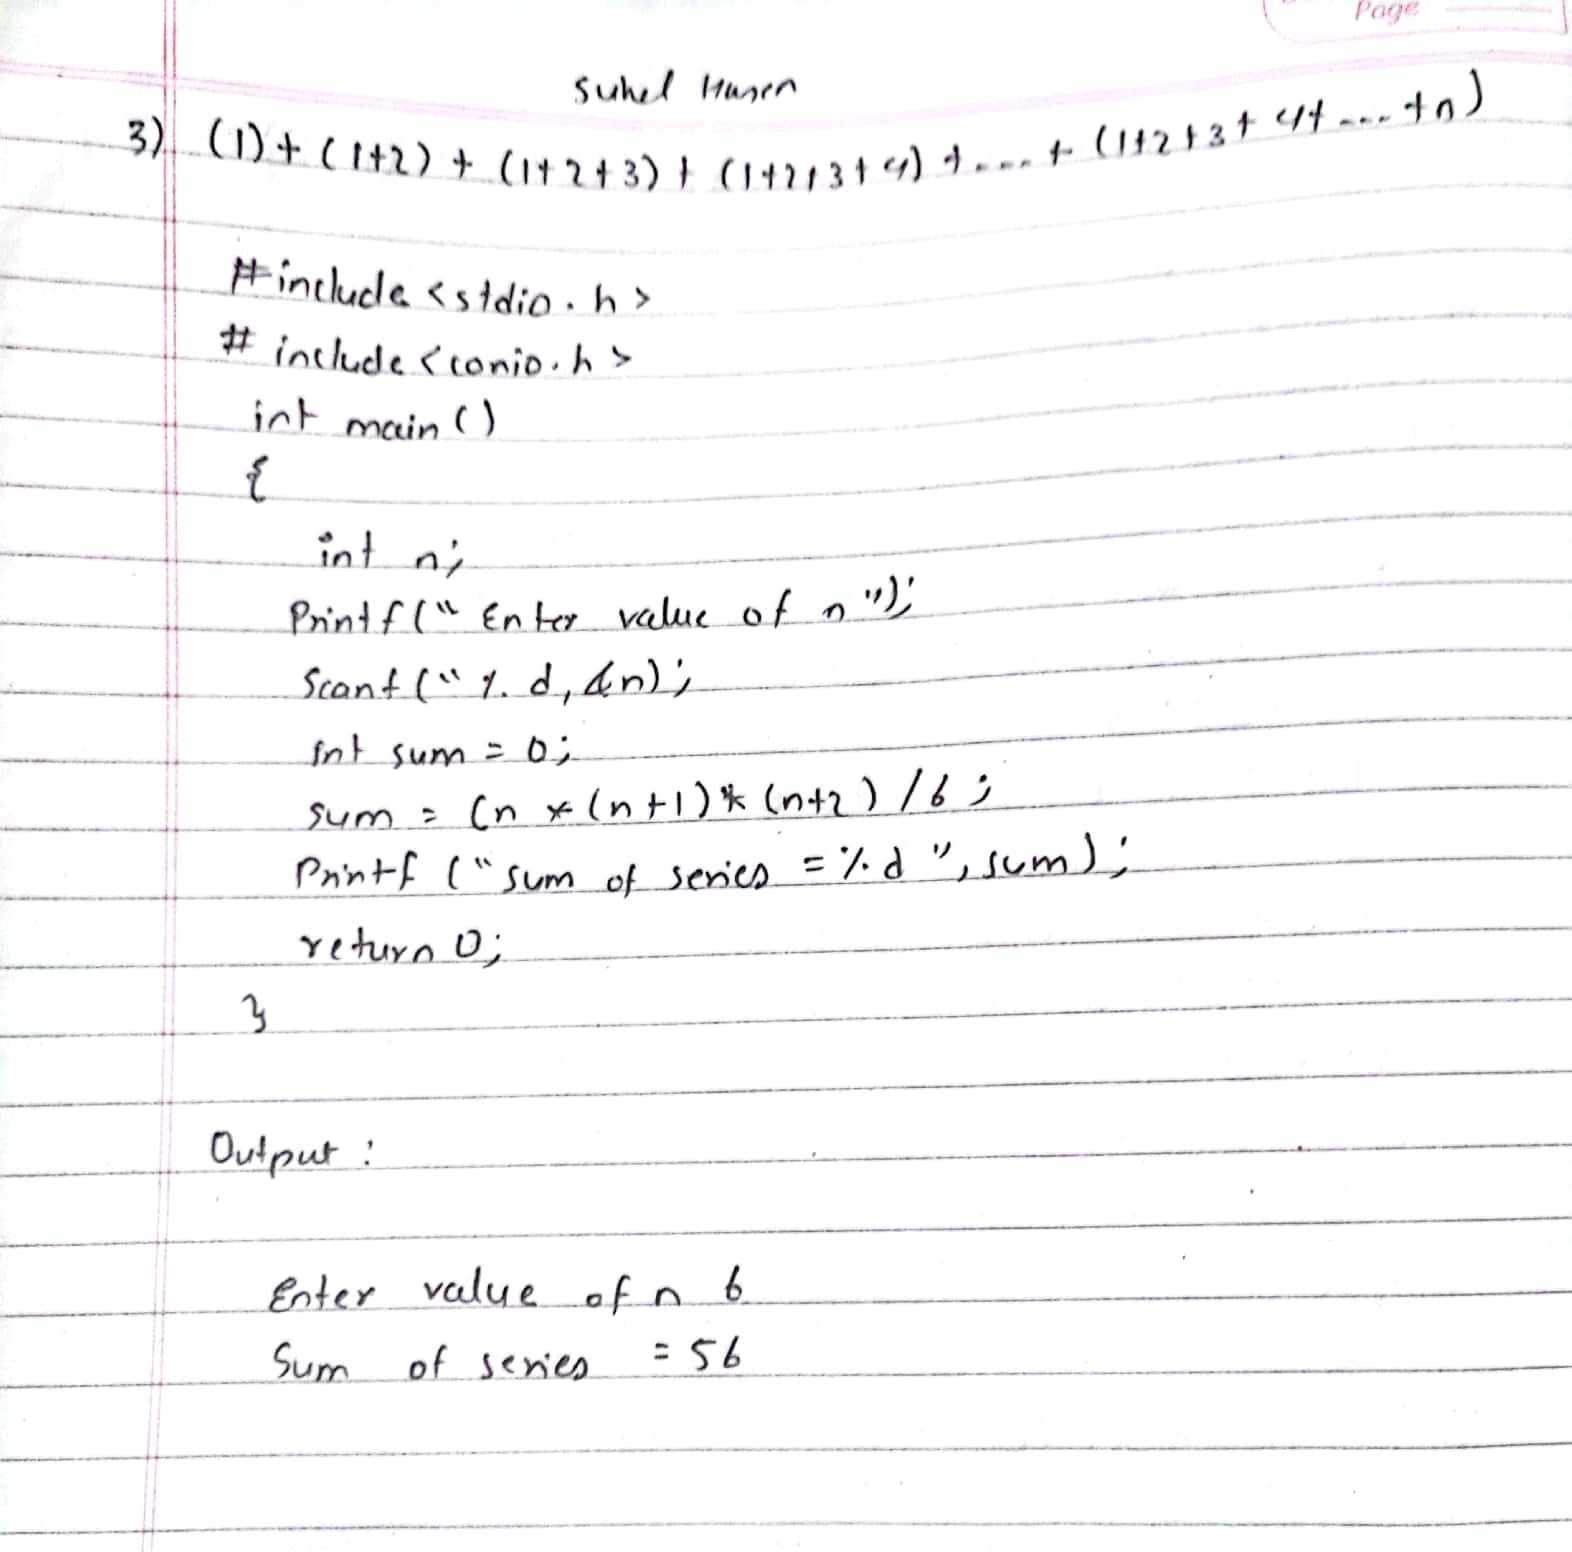 Page
Suhel Hasen
3) (1) + (1+2) + (1+2+3) + (1+2+3+4) + .... + (1+2+3+4+....+n)
#include <stdio.h>
# include <conio.h>
int main ()
{
int n;
Printf(" Enter value of n ");
Scanf (" %d, &n);
int sum = 0;
sum = (n * (n+1) * (n+2) / 6;
Printf (" sum of series = %d ", sum);
return 0;
}
Output :
Enter value of n 6
Sum of series = 56